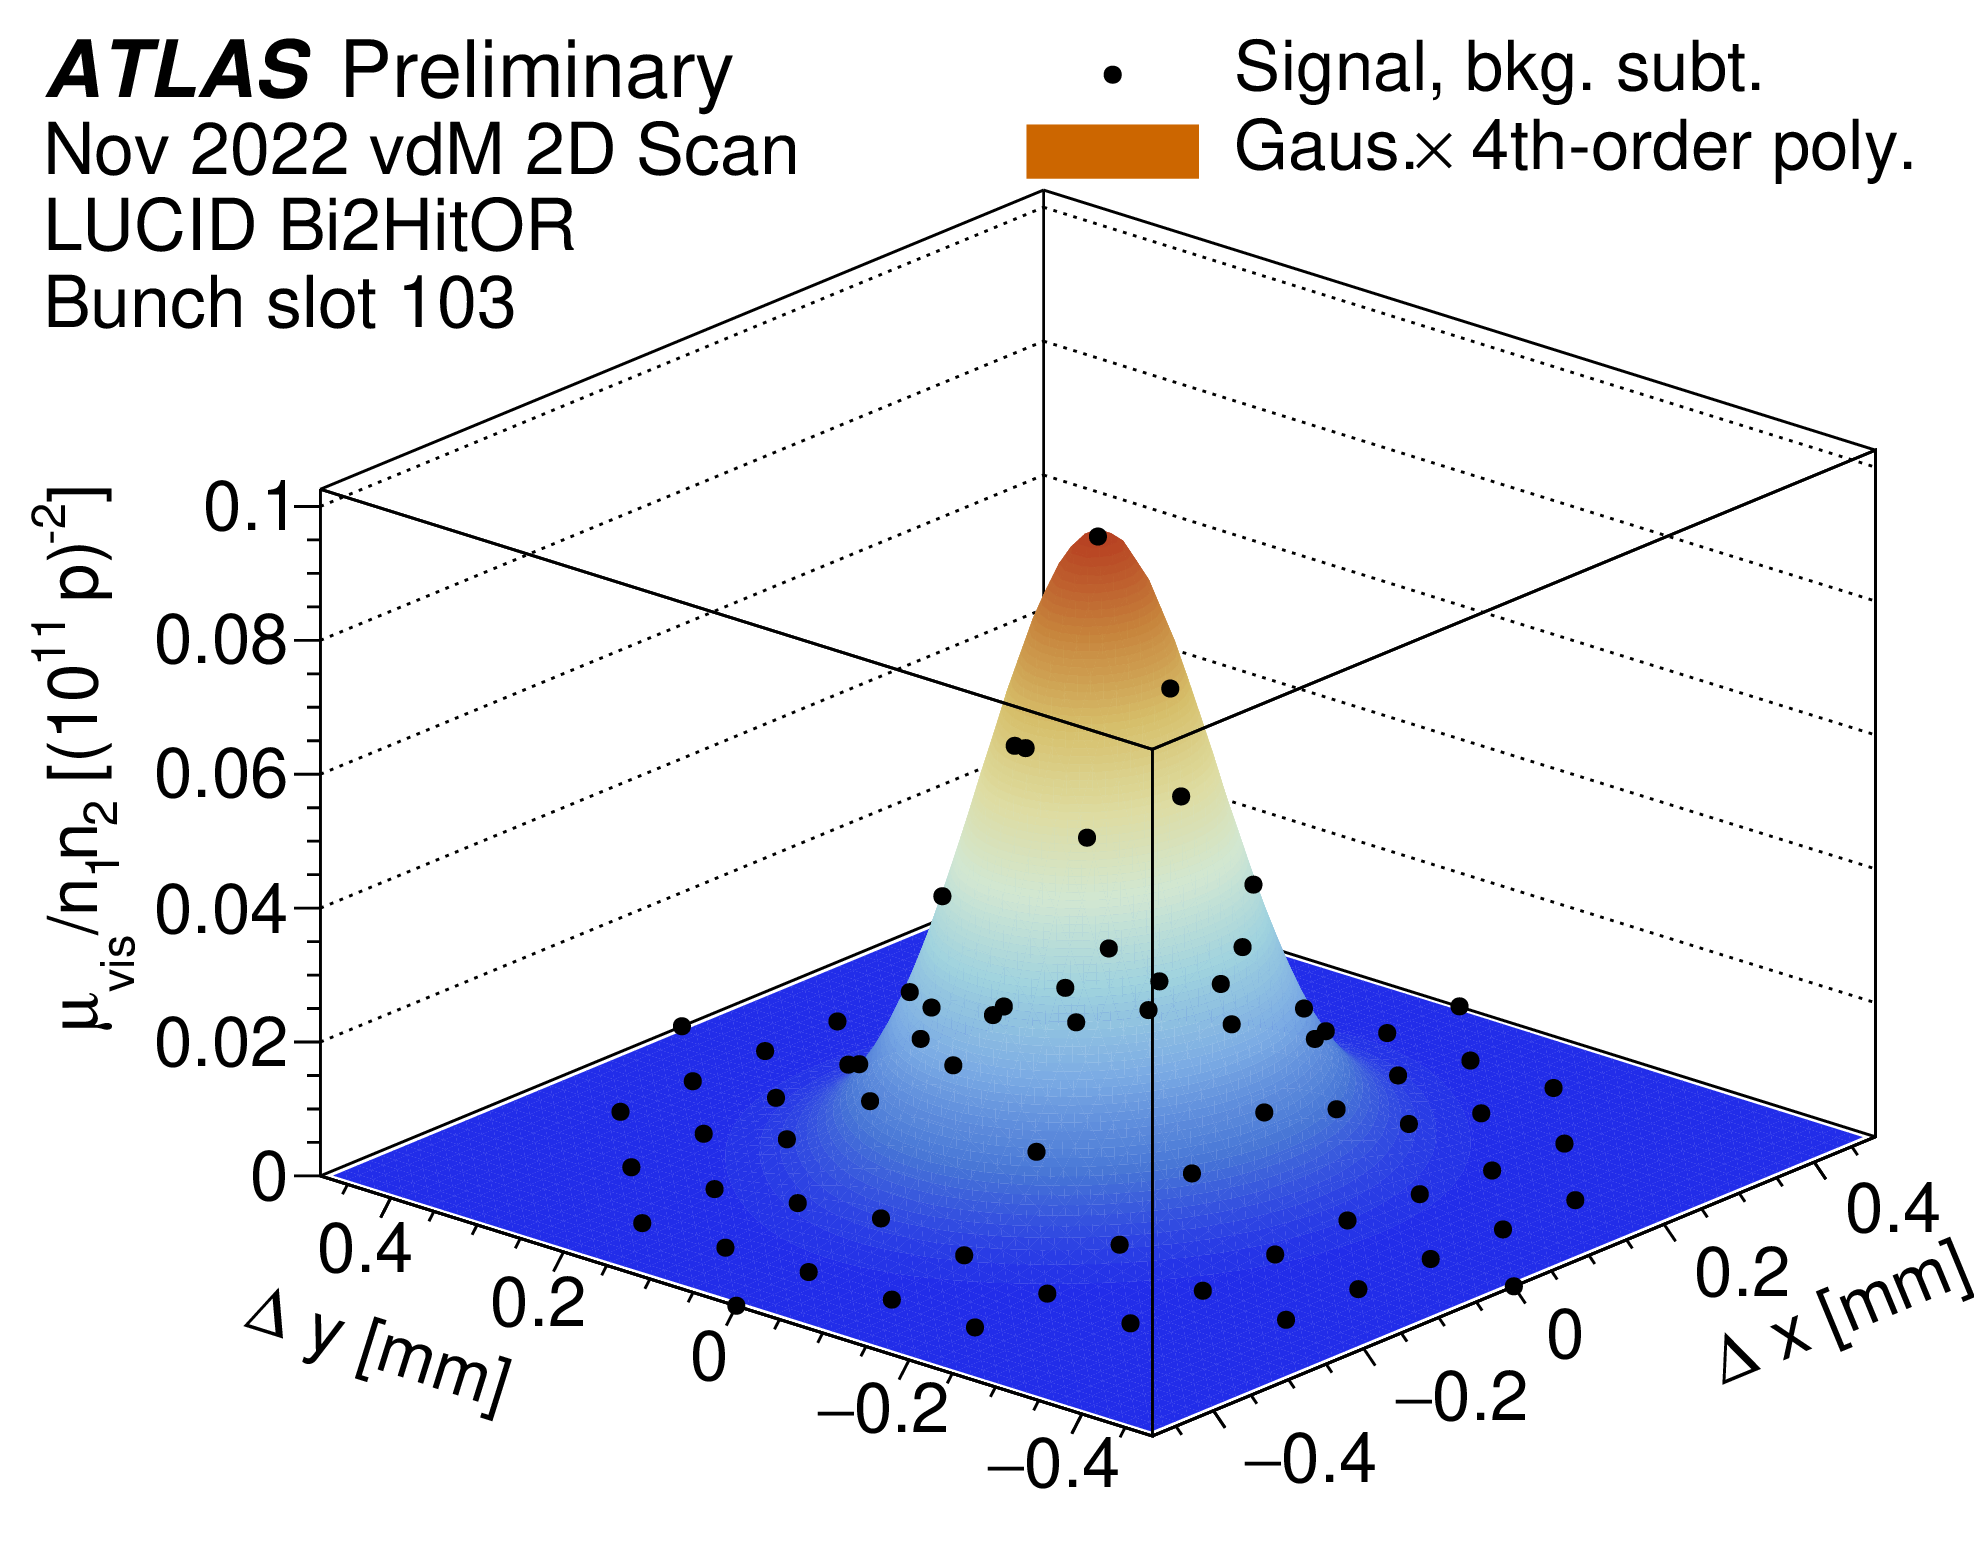 ATLAS Preliminary
Nov 2022 vdM 2D Scan
LUCID Bi2HitOR
Bunch slot 103
Signal, bkg. subt.
Gaus.× 4th-order poly.
μvis/n1n2 [(10^11 p)^-2]
0.1
0.08
0.06
0.04
0.02
0
0.4
0.2
0
−0.2
−0.4
Δ y [mm]
−0.4
−0.2
0
0.2
0.4
Δ x [mm]